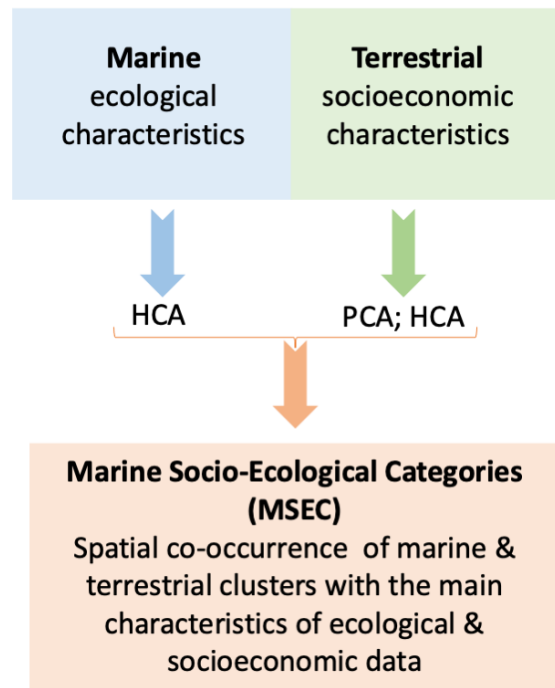 Marine
ecological
characteristics
Terrestrial
socioeconomic
characteristics
HCA
PCA; HCA
Marine Socio-Ecological Categories
(MSEC)
Spatial co-occurrence of marine &
terrestrial clusters with the main
characteristics of ecological &
socioeconomic data